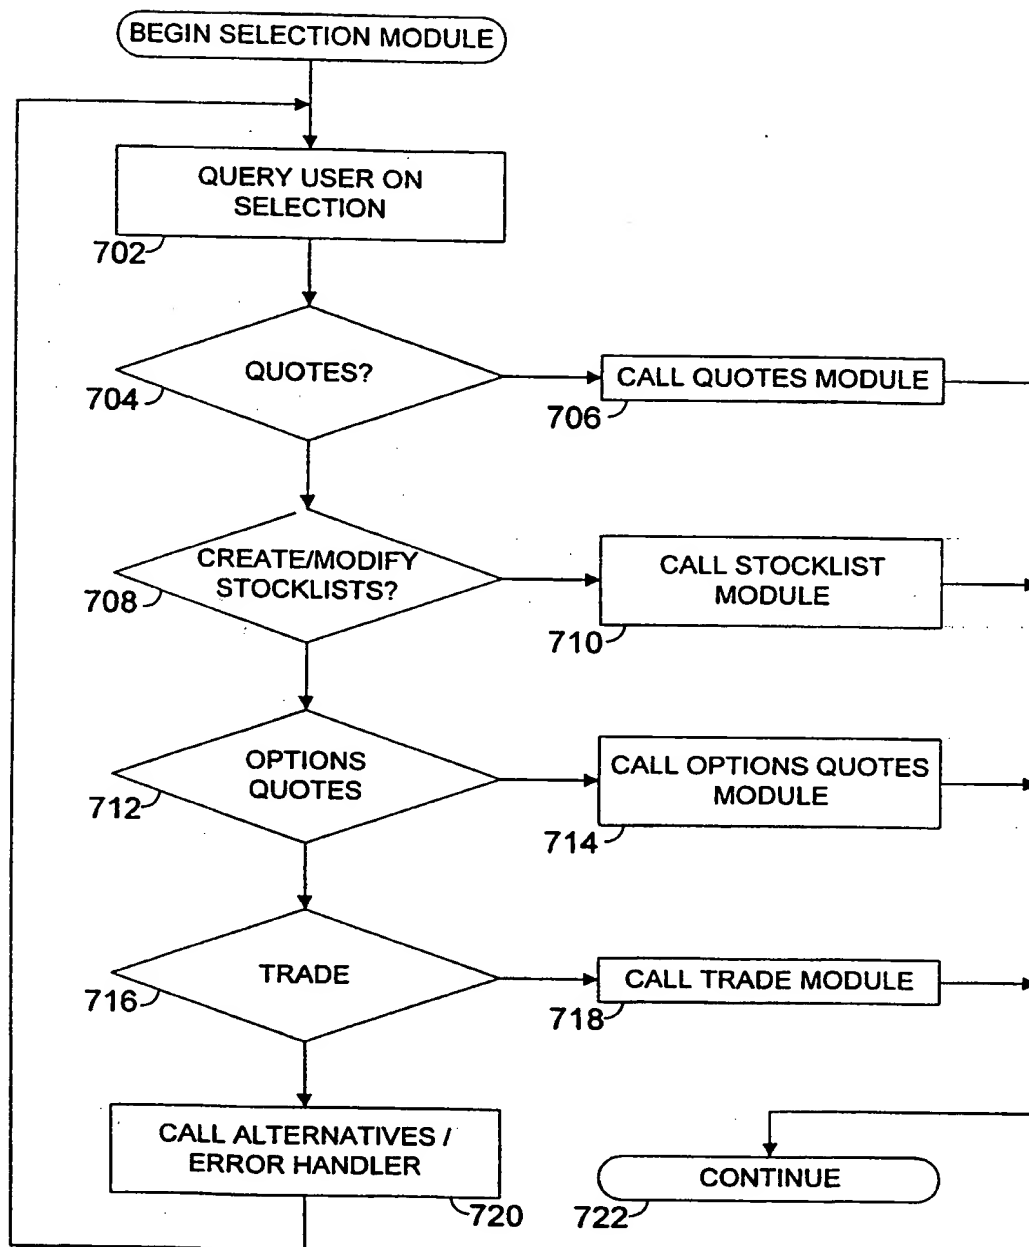 BEGIN SELECTION MODULE
QUERY USER ON
SELECTION
702
QUOTES?
704
CALL QUOTES MODULE
706
CREATE/MODIFY
STOCKLISTS?
708
CALL STOCKLIST
MODULE
710
OPTIONS
QUOTES
712
CALL OPTIONS QUOTES
MODULE
714
TRADE
716
CALL TRADE MODULE
718
CALL ALTERNATIVES /
ERROR HANDLER
720
CONTINUE
722